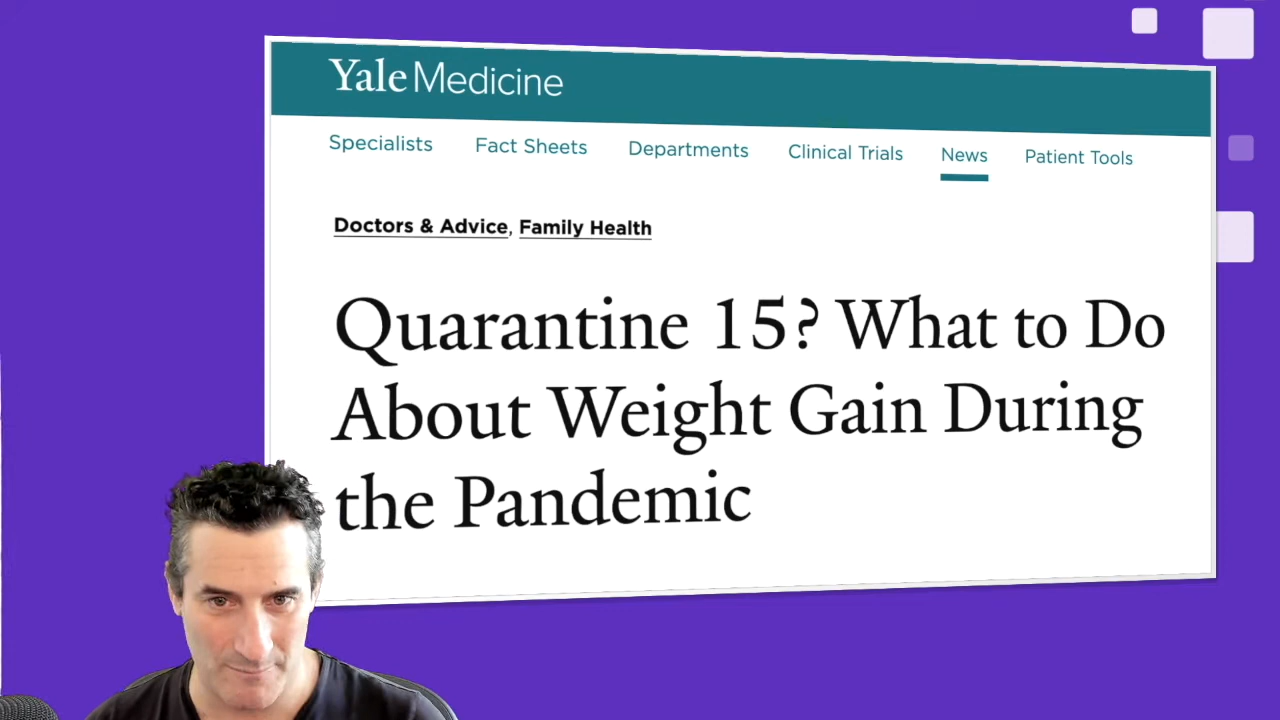 Yale Medicine
Specialists Fact Sheets Departments Clinical Trials News Patient Tools
Doctors & Advice, Family Health
Quarantine 15? What to Do
About Weight Gain During
the Pandemic